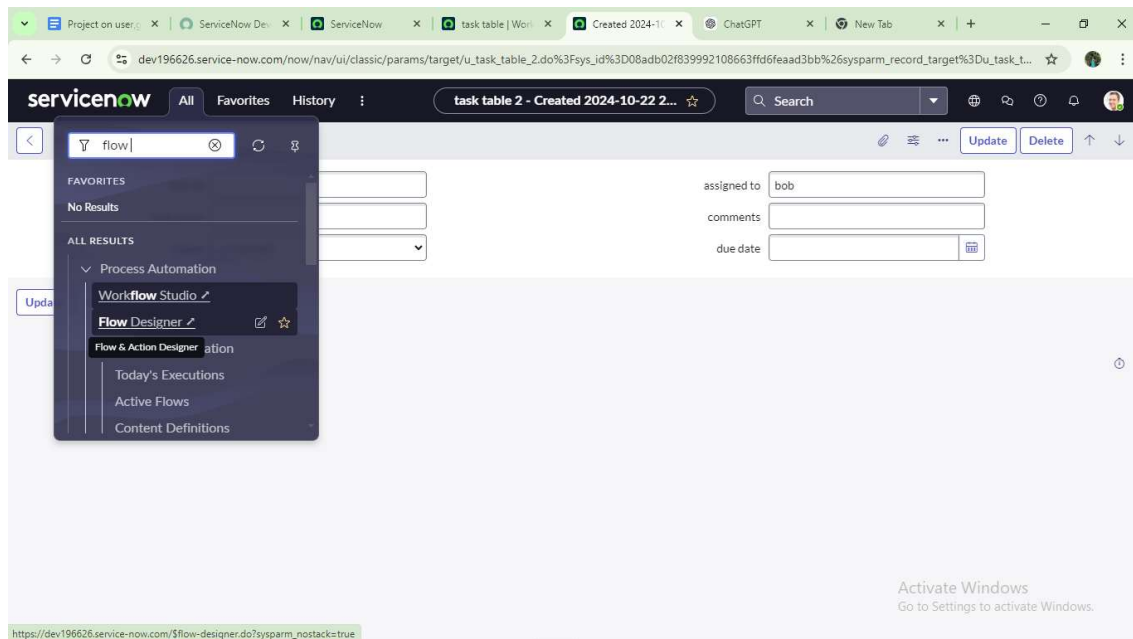 Project on user,g
ServiceNow Dev
ServiceNow
task table | Wor
Created 2024-10
ChatGPT
New Tab
dev196626.service-now.com/now/nav/ui/classic/params/target/u_task_table_2.do%3Fsys_id%3D08adb02f839992108663ffd6feaad3bb%26sysparm_record_target%3Du_task_t...
servicenow All Favorites History task table 2 - Created 2024-10-22 2... Search
flow Update Delete
FAVORITES
No Results
assigned to bob
comments
due date
ALL RESULTS
Process Automation
Workflow Studio
Flow Designer
Upda
Flow & Action Designer ation
Today's Executions
Active Flows
Content Definitions
Activate Windows
Go to Settings to activate Windows.
https://dev196626.service-now.com/$flow-designer.do?sysparm_nostack=true